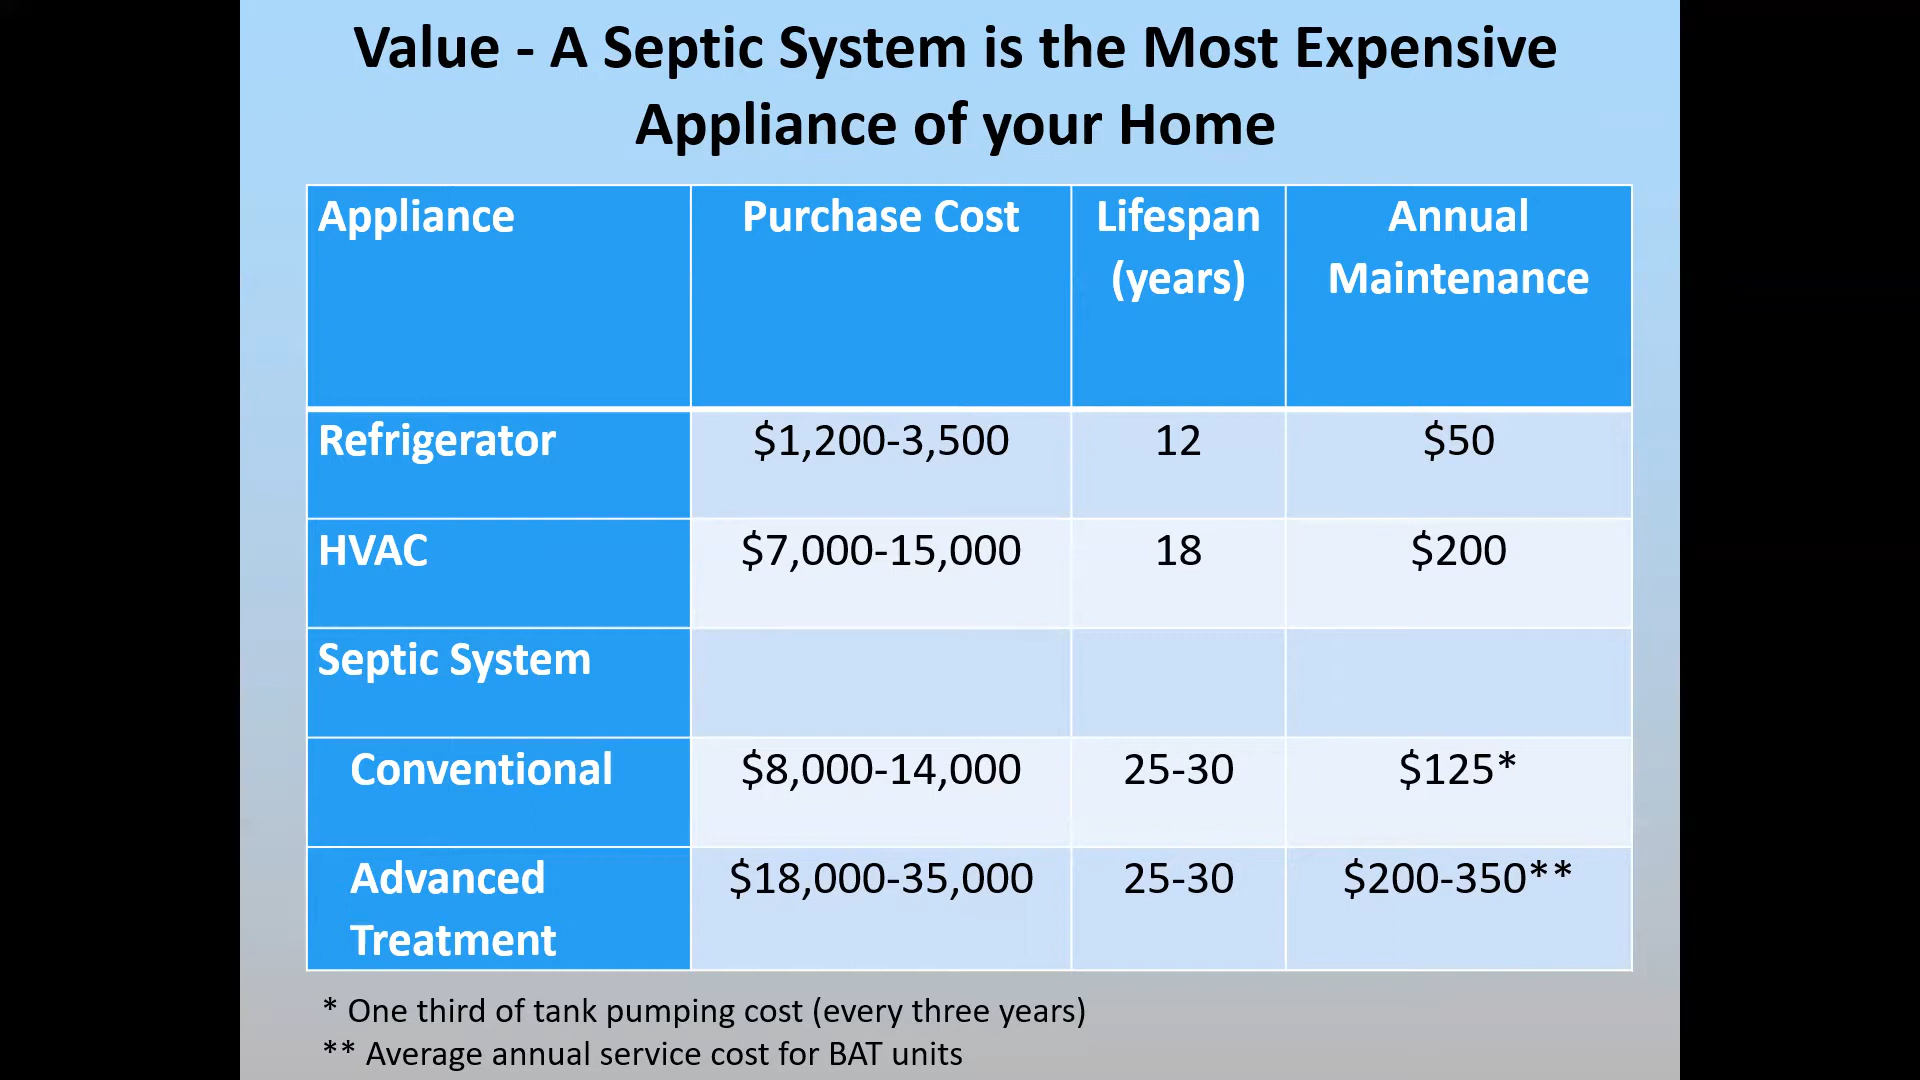 Value - A Septic System is the Most Expensive
Appliance of your Home
Appliance
Purchase Cost
Lifespan
(years)
Annual
Maintenance
Refrigerator
$1,200-3,500
12
$50
HVAC
$7,000-15,000
18
$200
Septic System
Conventional
$8,000-14,000
25-30
$125*
Advanced
Treatment
$18,000-35,000
25-30
$200-350**
* One third of tank pumping cost (every three years)
** Average annual service cost for BAT units